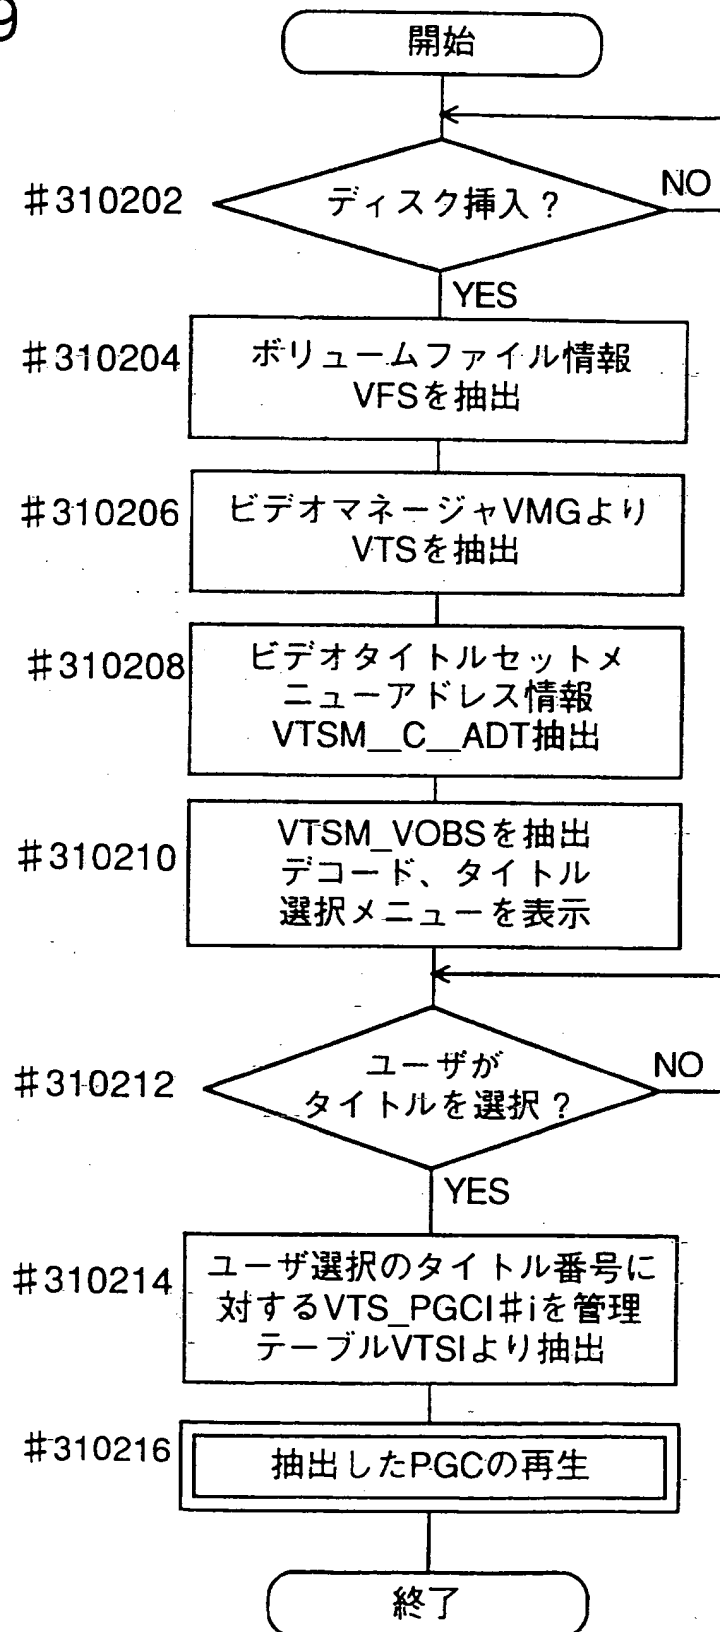 9
開始
#310202
ディスク挿入?
NO
YES
#310204
ボリュームファイル情報
VFSを抽出
#310206
ビデオマネージャVMGより
VTSを抽出
#310208
ビデオタイトルセットメ
ニューアドレス情報
VTSM__C__ADT抽出
#310210
VTSM_VOBSを抽出
デコード、タイトル
選択メニューを表示
#310212
ユーザが
タイトルを選択?
NO
YES
#310214
ユーザ選択のタイトル番号に
対するVTS_PGCI#iを管理
テーブルVTSIより抽出
#310216
抽出したPGCの再生
終了